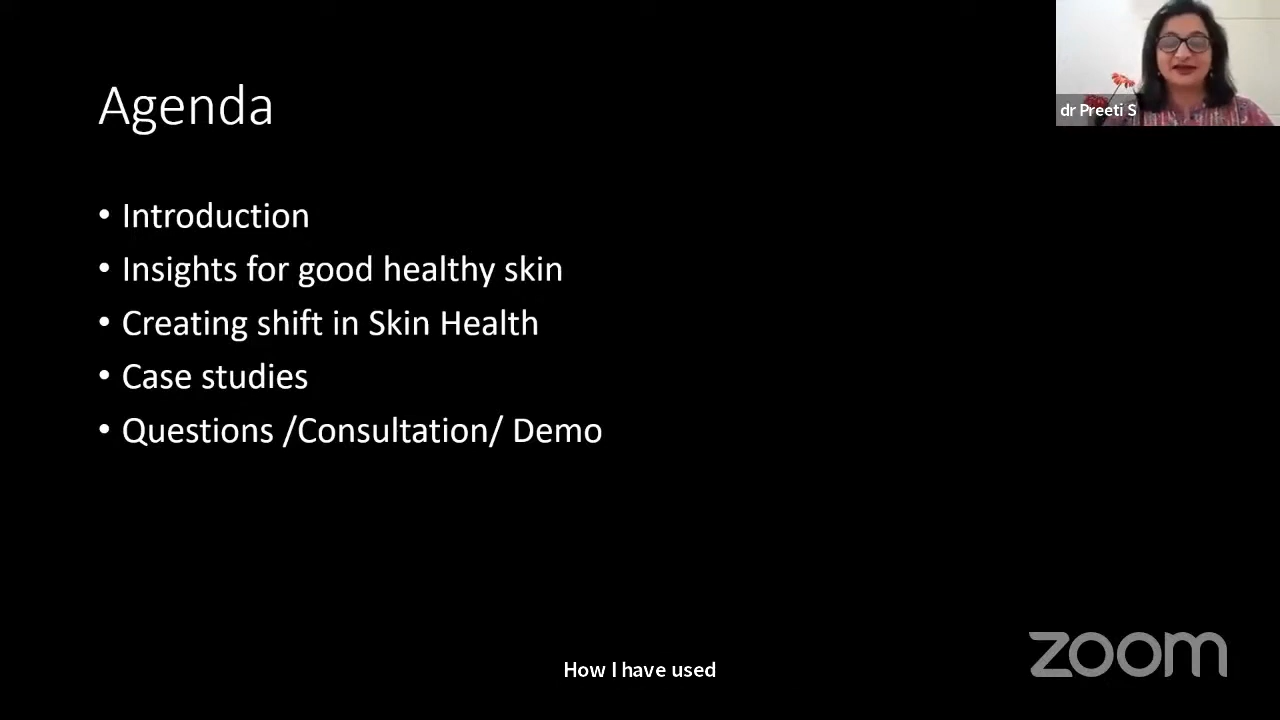 Agenda
dr Preeti S
• Introduction
• Insights for good healthy skin
• Creating shift in Skin Health
• Case studies
• Questions /Consultation/ Demo
How I have used
zoom